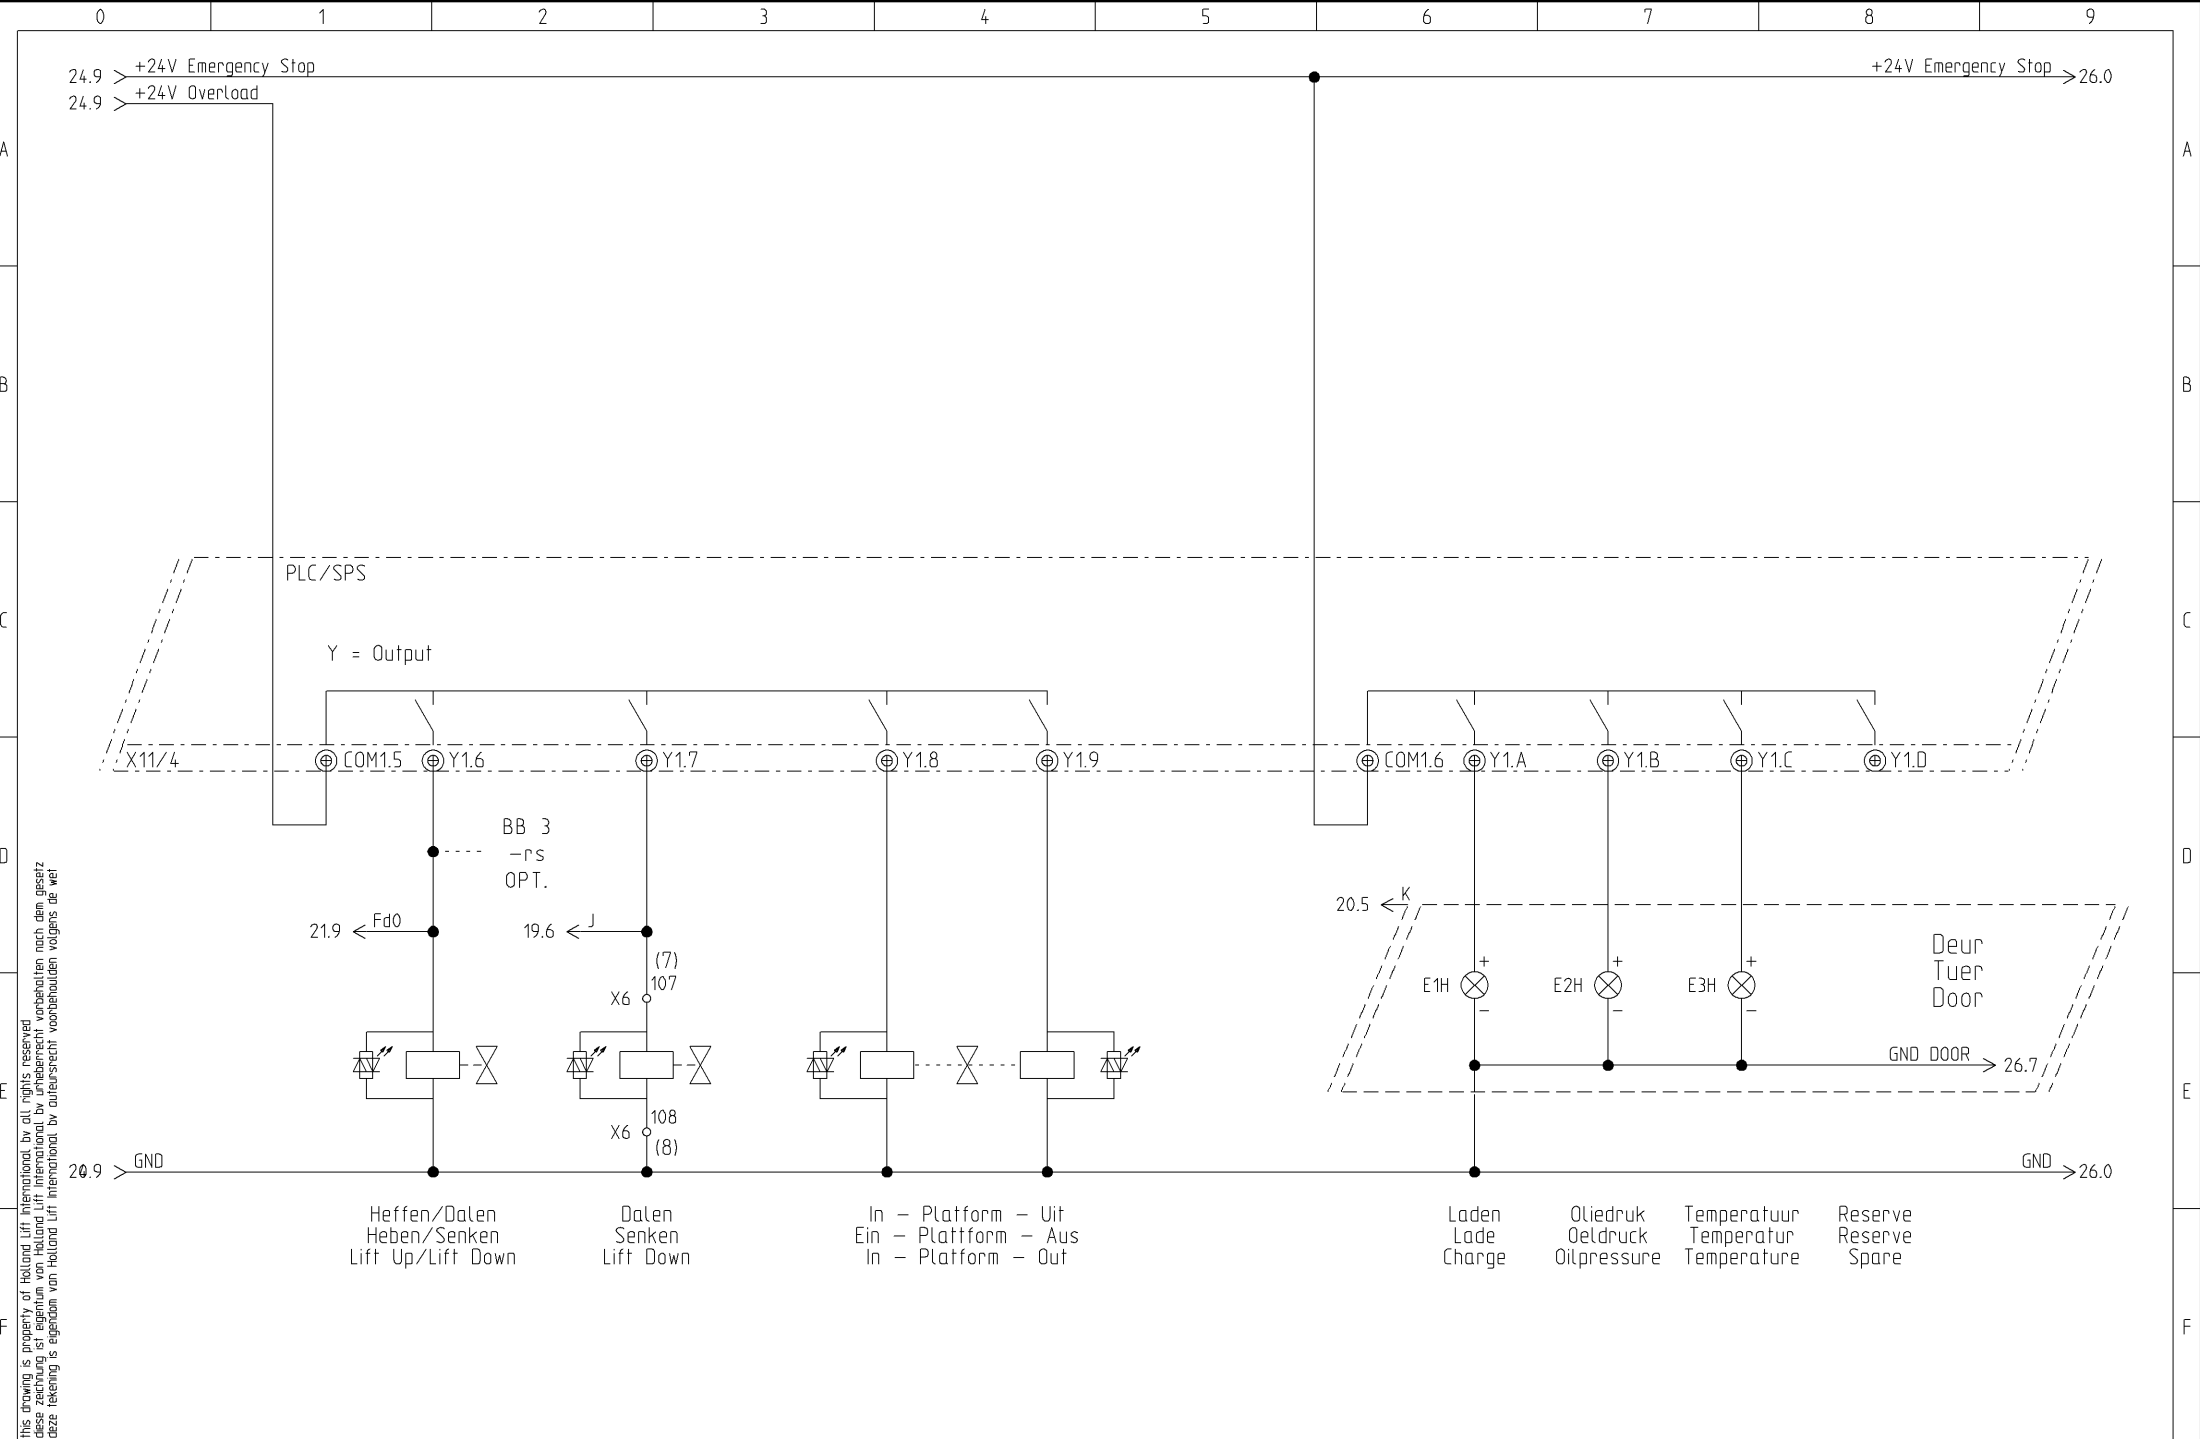 0 1 2 3 4 5 6 7 8 9
24.9 +24V Emergency Stop +24V Emergency Stop 26.0
24.9 +24V Overload
A A
B B
PLC/SPS
C C
Y = Output
X11/4 COM1.5 Y1.6 Y1.7 Y1.8 Y1.9 COM1.6 Y1.A Y1.B Y1.C Y1.D
BB 3
-rs
OPT.
D D
20.5 K
21.9 Fd0 19.6 J
Deur
Tuer
Door
(7)
107
X6
+ + +
E1H E2H E3H
- - -
GND DOOR 26.7
E E
108
X6
(8)
GND GND 26.0
Heffen/Dalen Dalen In - Platform - Uit Laden Oliedruk Temperatuur Reserve
Heben/Senken Senken Ein - Plattform - Aus Lade Oeldruck Temperatur Reserve
Lift Up/Lift Down Lift Down In - Platform - Out Charge Oilpressure Temperature Spare
F F
this drawing is property of Holland Lift International bv all rights reserved
diese zeichnung ist eigentum von Holland Lift International bv urheberrecht vorbehalten nach dem gesetz
deze tekening is eigendom van Holland Lift International bv auteursrecht voorbehouden volgens de wet